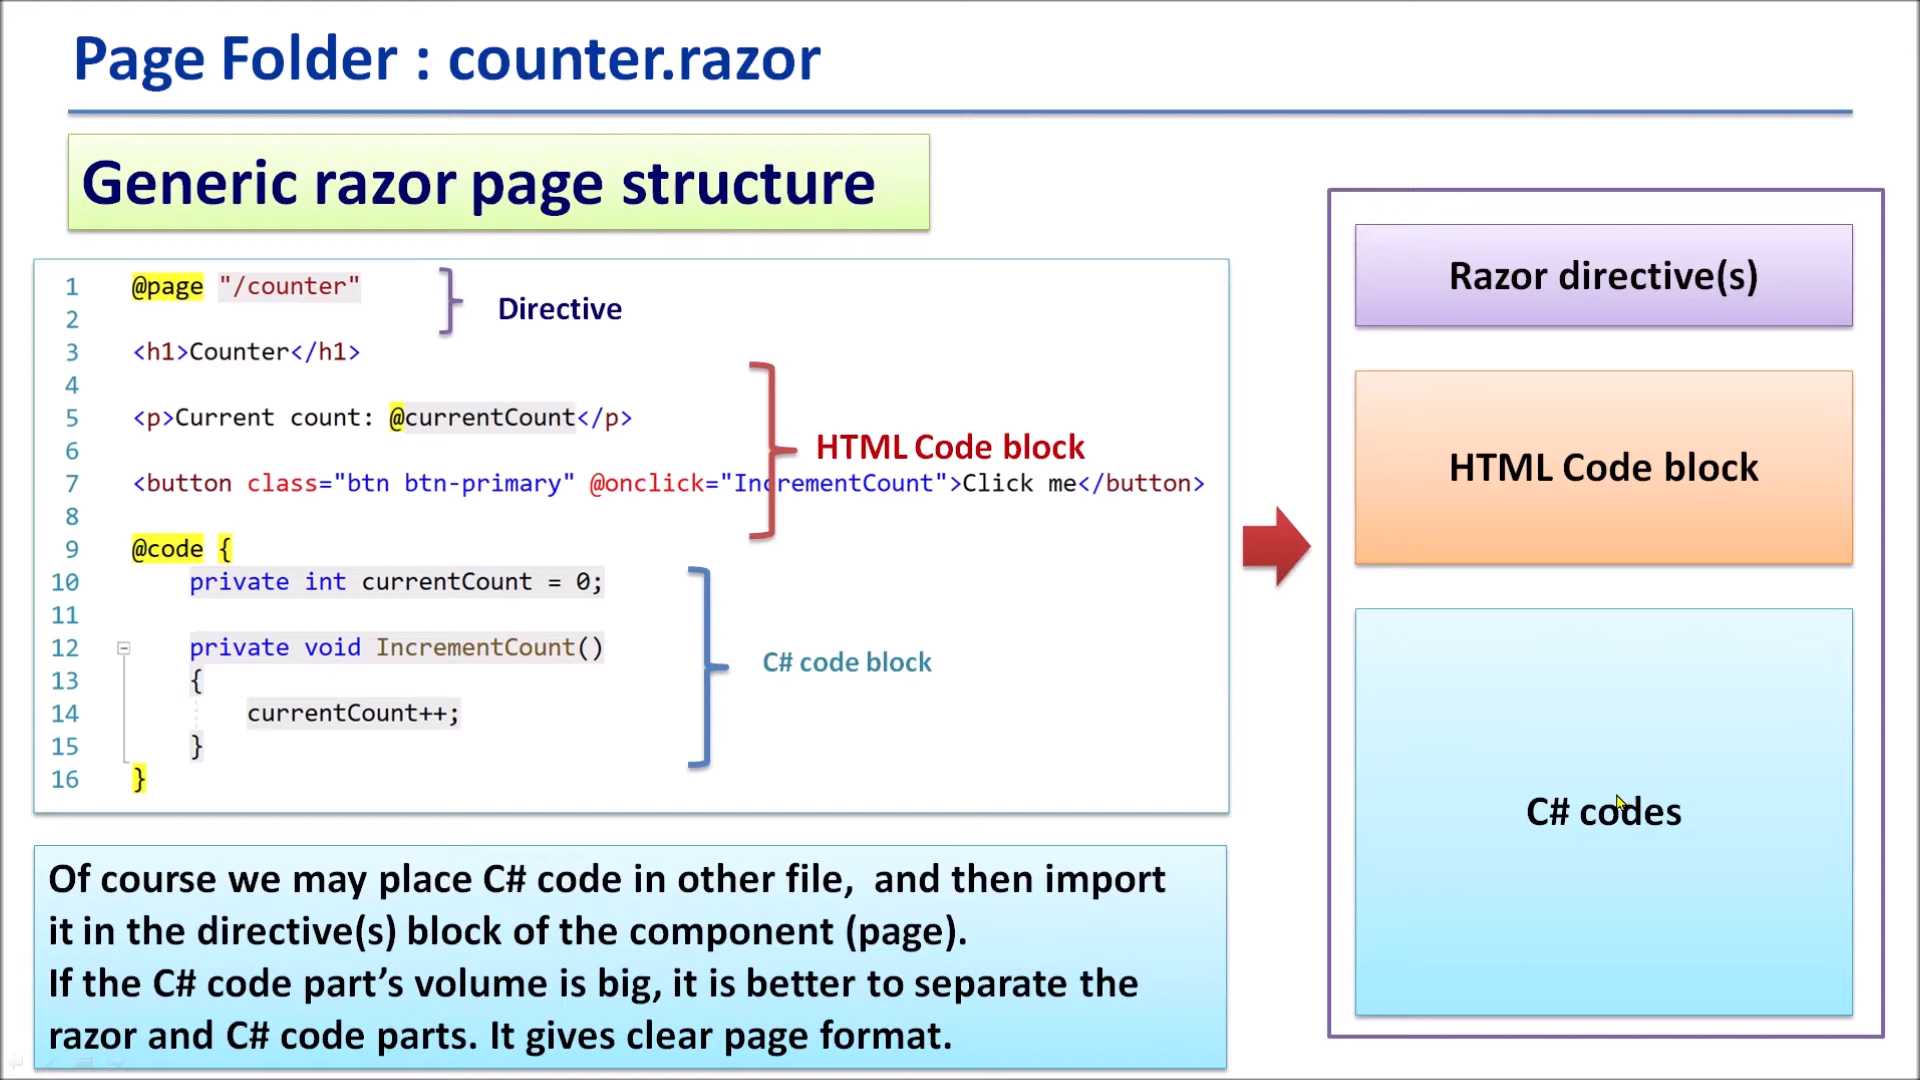 Page Folder : counter.razor
Generic razor page structure
1 @page "/counter"
Directive
2
3 <h1>Counter</h1>
4
5 <p>Current count: @currentCount</p>
6
HTML Code block
7 <button class="btn btn-primary" @onclick="IncrementCount">Click me</button>
8
9 @code {
10 private int currentCount = 0;
11
12 private void IncrementCount()
13 {
C# code block
14 currentCount++;
15 }
16 }
Of course we may place C# code in other file,  and then import
it in the directive(s) block of the component (page).
If the C# code part’s volume is big, it is better to separate the
razor and C# code parts. It gives clear page format.
Razor directive(s)
HTML Code block
C# codes